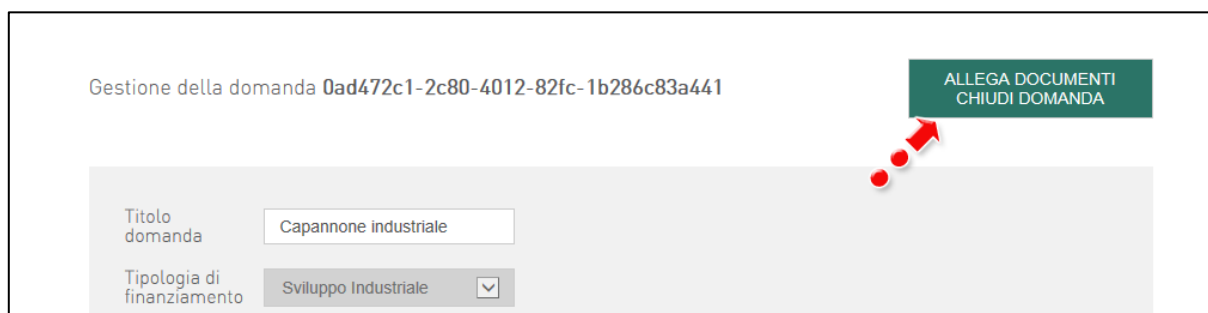 Gestione della domanda 0ad472c1-2c80-4012-82fc-1b286c83a441
ALLEGA DOCUMENTI
CHIUDI DOMANDA
Titolo
domanda
Capannone industriale
Tipologia di
finanziamento
Sviluppo Industriale